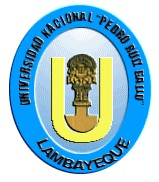 UNIVERSIDAD NACIONAL "PEDRO RUIZ GALLO"
U
LAMBAYEQUE